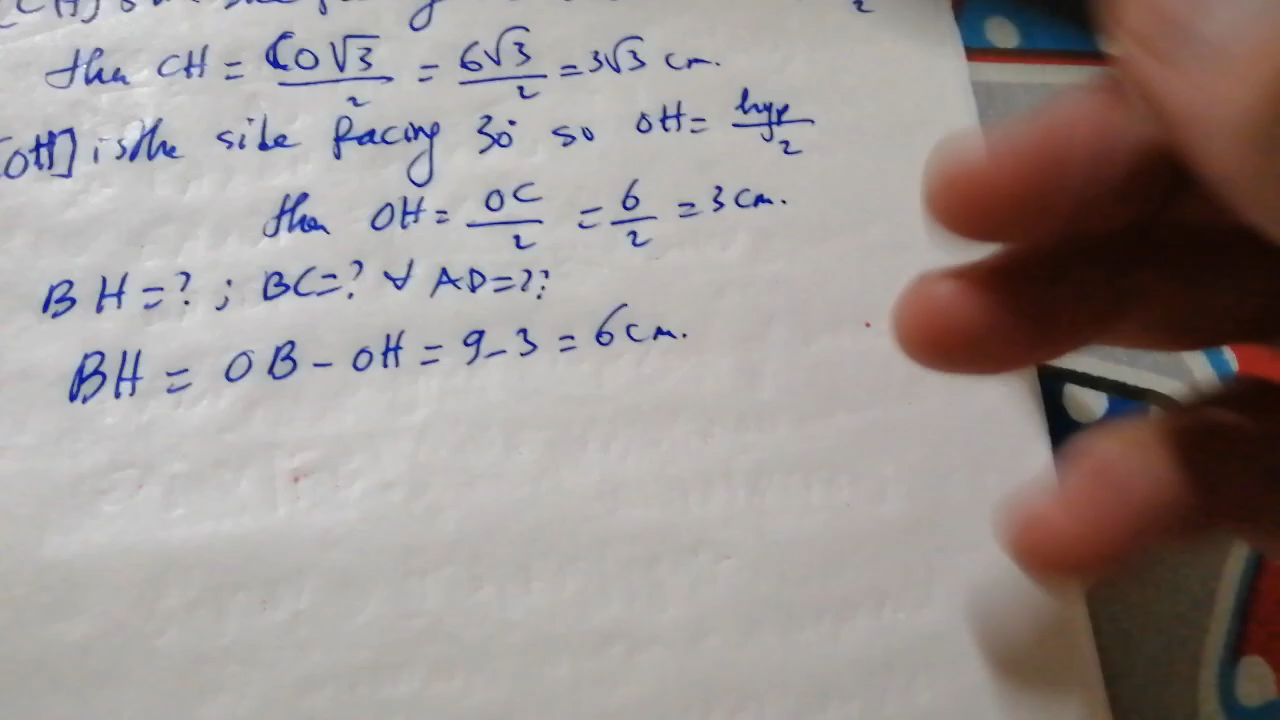 then CH = CO√3/2 = 6√3/2 = 3√3 cm.
[OH] is the side facing 30° so OH = hyp/2
then OH = OC/2 = 6/2 = 3 cm.
BH = ? ; BC = ? ∀ AD = ??
BH = OB - OH = 9 - 3 = 6 cm.